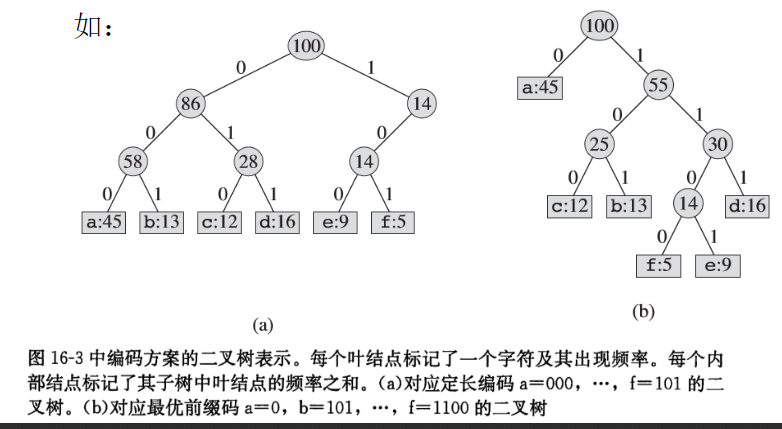 如：
100
0 1
86 14
0 1 0
58 28 14
0 1 0 1 0 1
a:45 b:13 c:12 d:16 e:9 f:5
(a)
100
0 1
a:45 55
0 1
25 30
0 1 0 1
c:12 b:13 14 d:16
0 1
f:5 e:9
(b)
图 16-3 中编码方案的二叉树表示。每个叶结点标记了一个字符及其出现频率。每个内
部结点标记了其子树中叶结点的频率之和。(a)对应定长编码 a=000，…，f=101 的二
叉树。(b)对应最优前缀码 a=0，b=101，…，f=1100 的二叉树